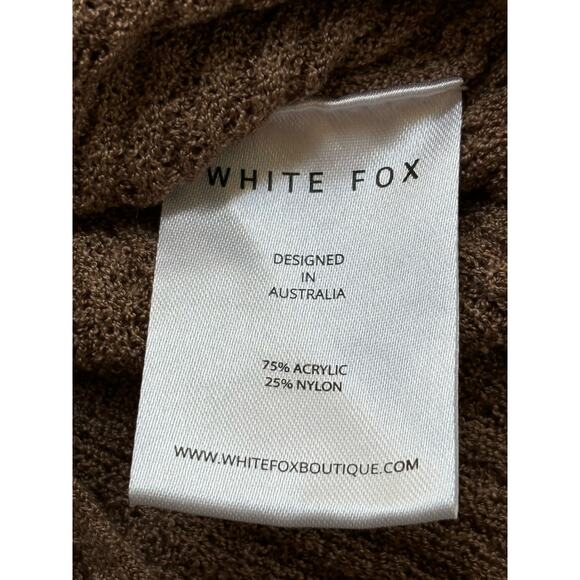 WHITE FOX
DESIGNED
IN
AUSTRALIA
75% ACRYLIC
25% NYLON
WWW.WHITEFOXBOUTIQUE.COM